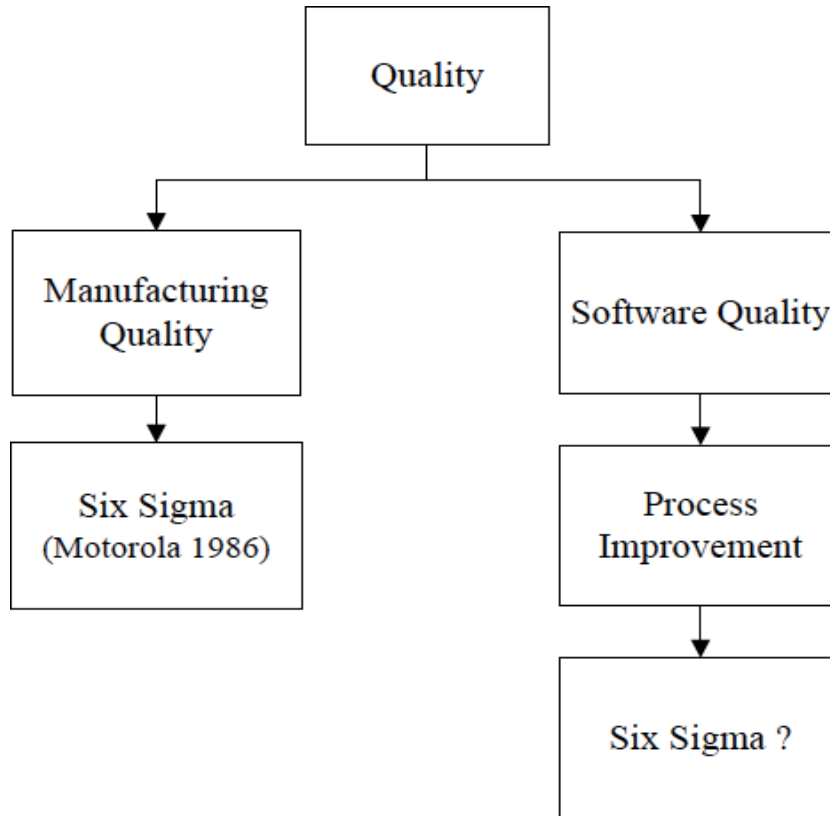 Quality
Manufacturing
Quality
Software Quality
Six Sigma
(Motorola 1986)
Process
Improvement
Six Sigma ?